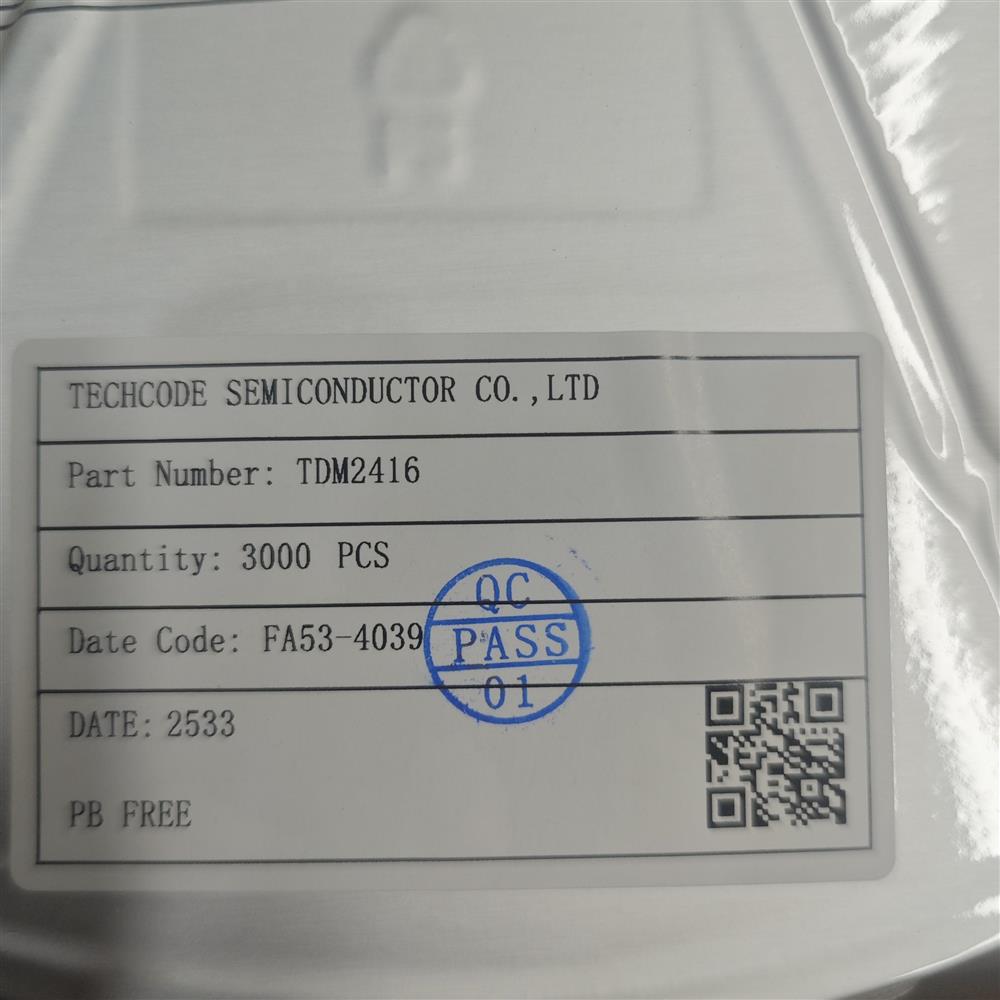 TECHCODE SEMICONDUCTOR CO.,LTD
Part Number: TDM2416
Quantity: 3000 PCS
QC
Date Code: FA53-4039
PASS
01
DATE: 2533
PB FREE